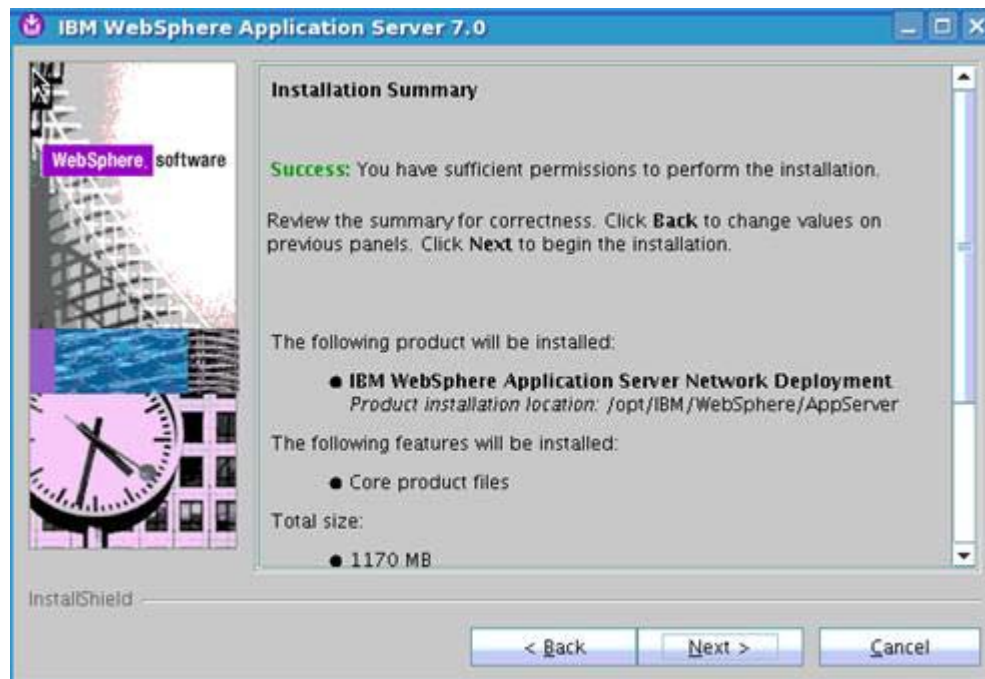 IBM WebSphere Application Server 7.0
WebSphere. software
Installation Summary
Success: You have sufficient permissions to perform the installation.
Review the summary for correctness. Click Back to change values on
previous panels. Click Next to begin the installation.
The following product will be installed:
● IBM WebSphere Application Server Network Deployment
Product installation location: /opt/IBM/WebSphere/AppServer
The following features will be installed:
● Core product files
Total size:
● 1170 MB
InstallShield
< Back Next > Cancel